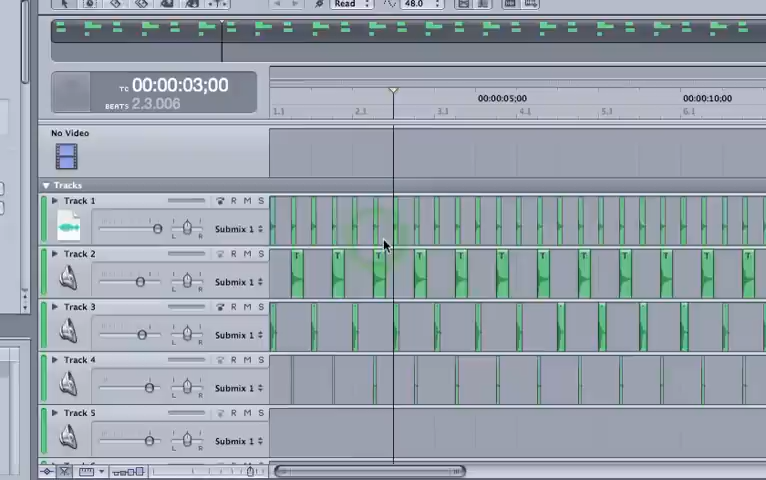 Read 48.0
TC 00:00:03;00
BEATS 2.3.006
00:00:05;00 00:00:10;00
1.1 2.1 3.1 4.1 5.1 6.1
No Video
Tracks
Track 1 R M S
L R Submix 1
Track 2 R M S
T T T T T T T T T T T T
L R Submix 1
Track 3 R M S
L R Submix 1
Track 4 R M S
L R Submix 1
Track 5 R M S
L R Submix 1